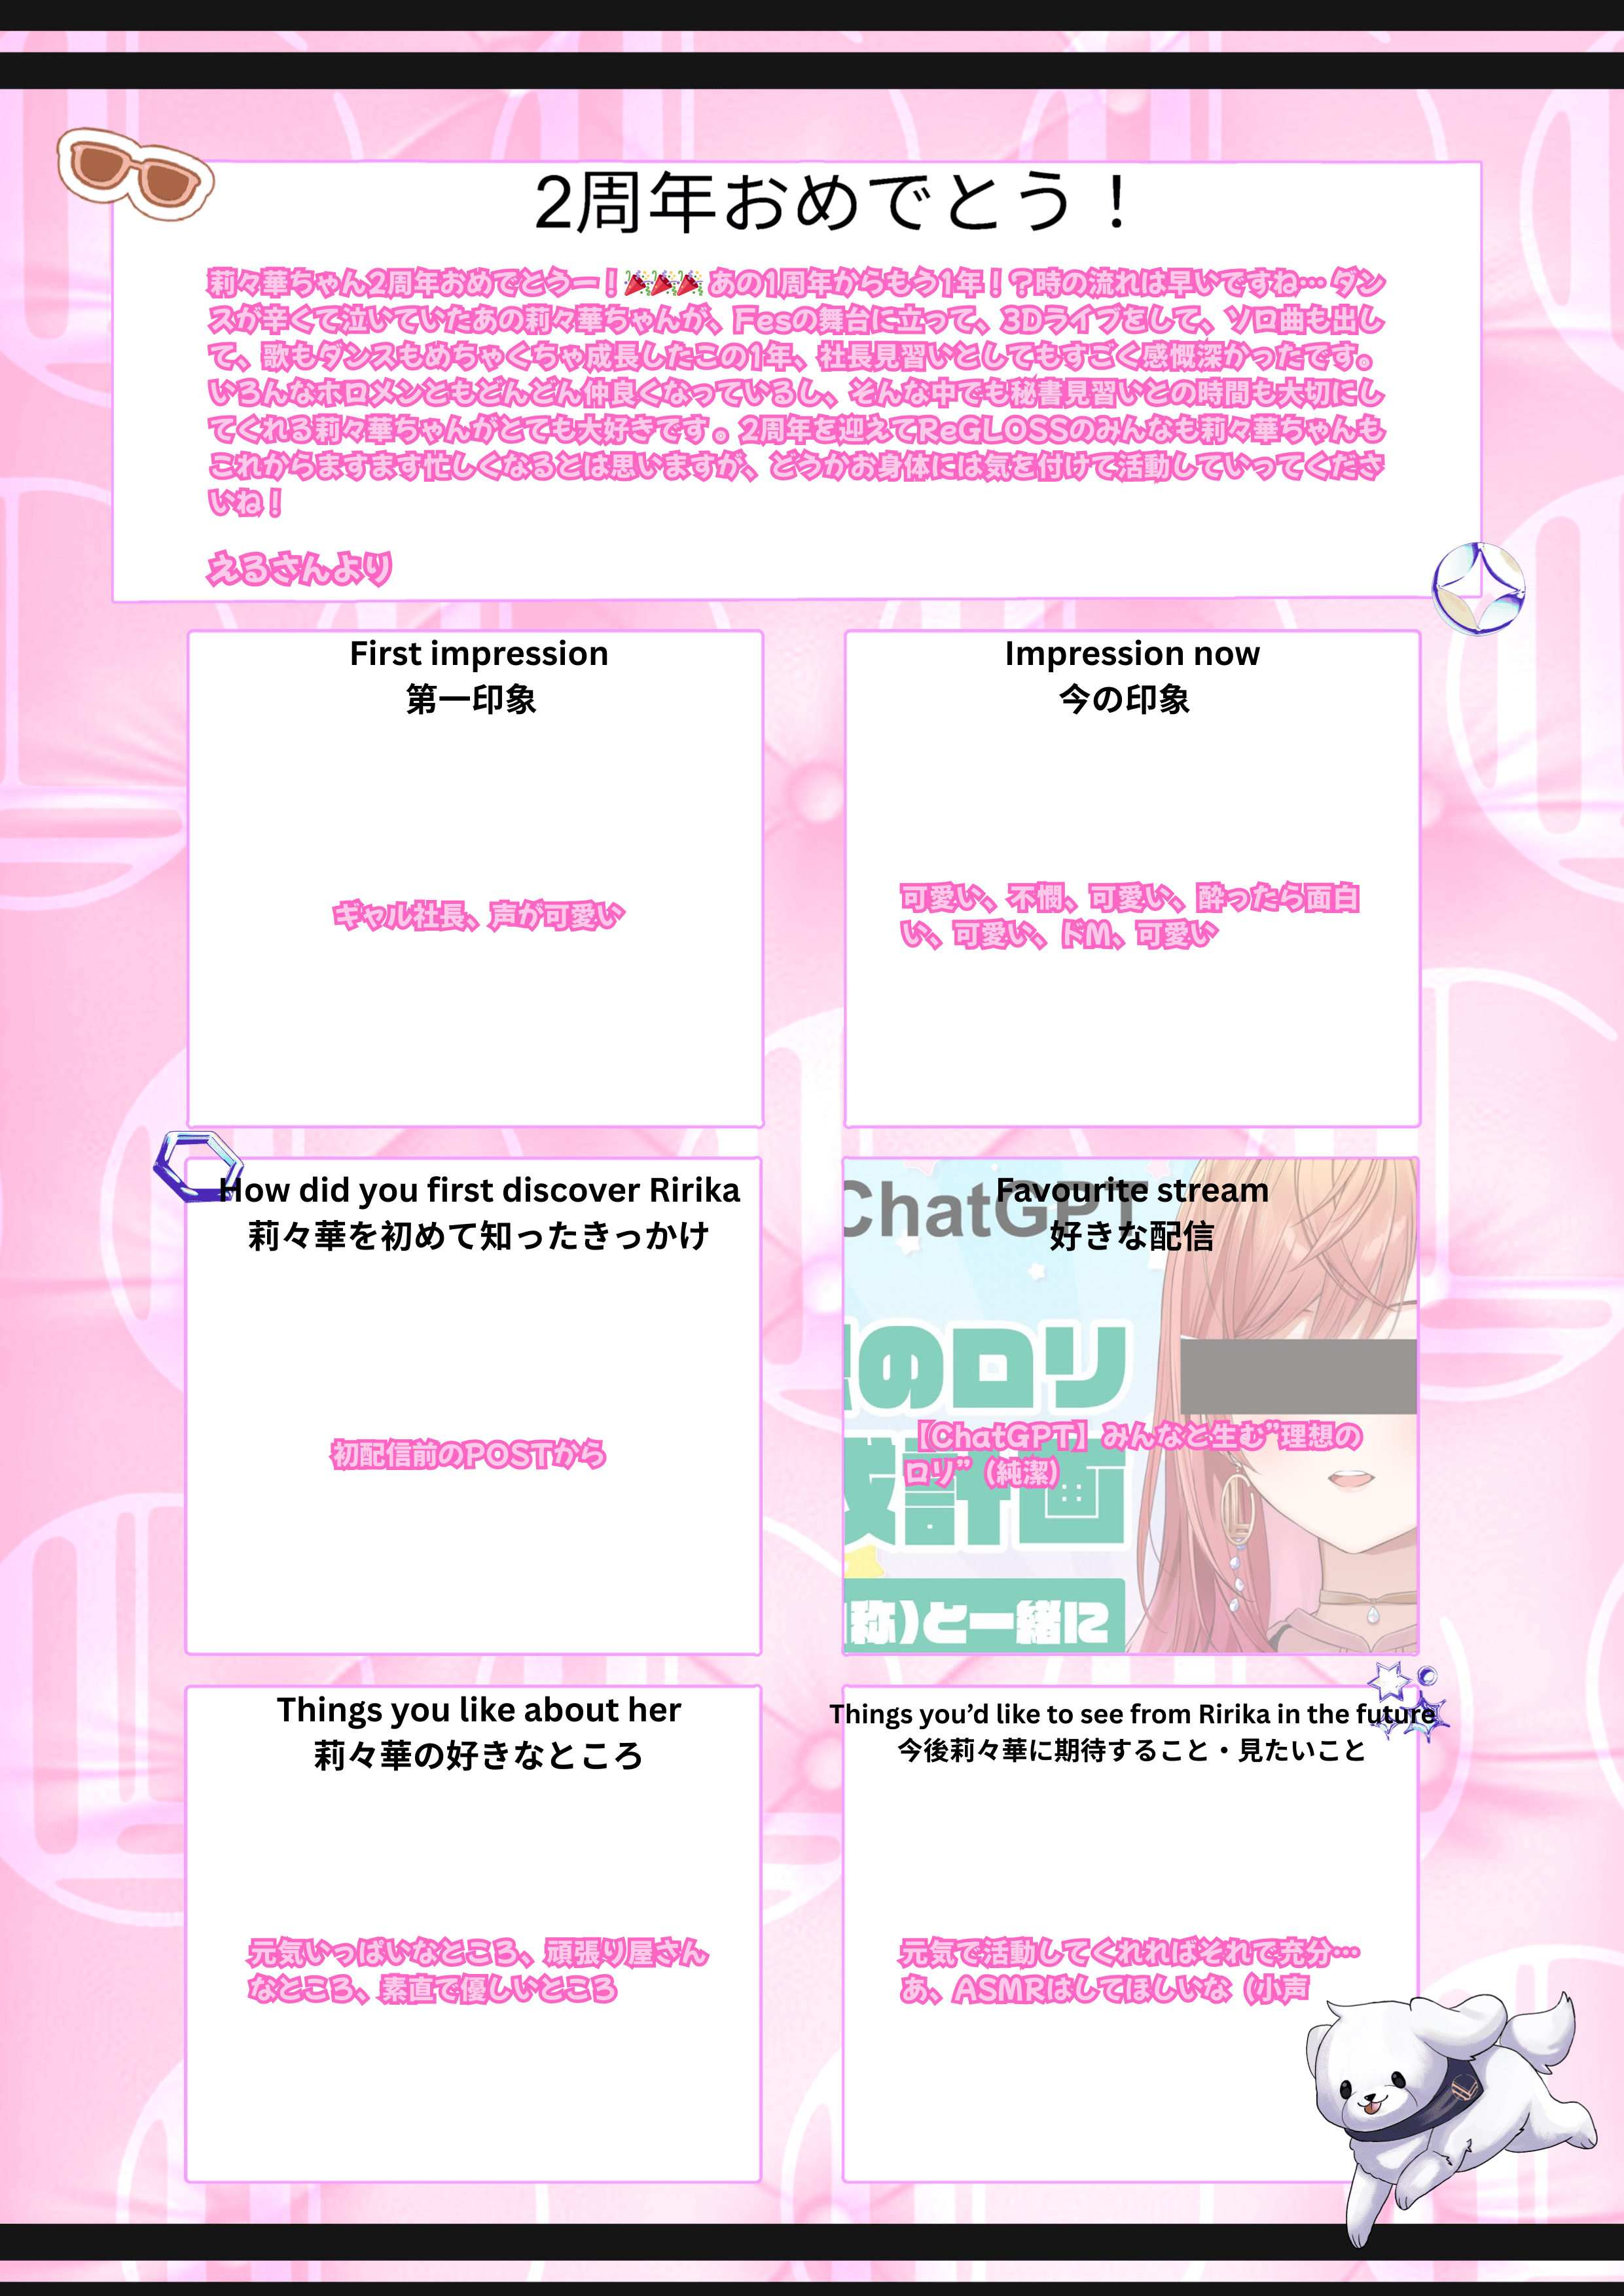 2周年おめでとう！
莉々華ちゃん2周年おめでとうー！🎉🎉🎉 あの1周年からもう1年！？時の流れは早いですね… ダン
スが辛くて泣いていたあの莉々華ちゃんが、Fesの舞台に立って、3Dライブをして、ソロ曲も出し
て、歌もダンスもめちゃくちゃ成長したこの1年、社長見習いとしてもすごく感慨深かったです。
いろんなホロメンともどんどん仲良くなっているし、そんな中でも秘書見習いとの時間も大切にし
てくれる莉々華ちゃんがとても大好きです。2周年を迎えてReGLOSSのみんなも莉々華ちゃんも
これからますます忙しくなるとは思いますが、どうかお身体には気を付けて活動していってくださ
いね！
えるさんより
First impression
第一印象
ギャル社長、声が可愛い
Impression now
今の印象
可愛い、不憫、可愛い、酔ったら面白
い、可愛い、ドM、可愛い
How did you first discover Ririka
莉々華を初めて知ったきっかけ
初配信前のPOSTから
Favourite stream
好きな配信
ChatGPT
のロリ
計画
称)と一緒に
【ChatGPT】みんなと生む”理想の
ロリ”（純潔）
Things you like about her
莉々華の好きなところ
元気いっぱいなところ、頑張り屋さん
なところ、素直で優しいところ
Things you’d like to see from Ririka in the future
今後莉々華に期待すること・見たいこと
元気で活動してくれればそれで充分…
あ、ASMRはしてほしいな（小声